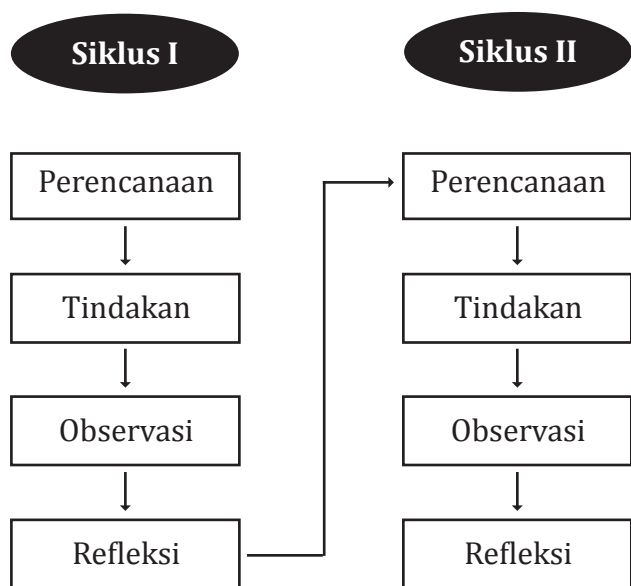 Siklus I
Perencanaan
Tindakan
Observasi
Refleksi
Siklus II
Perencanaan
Tindakan
Observasi
Refleksi